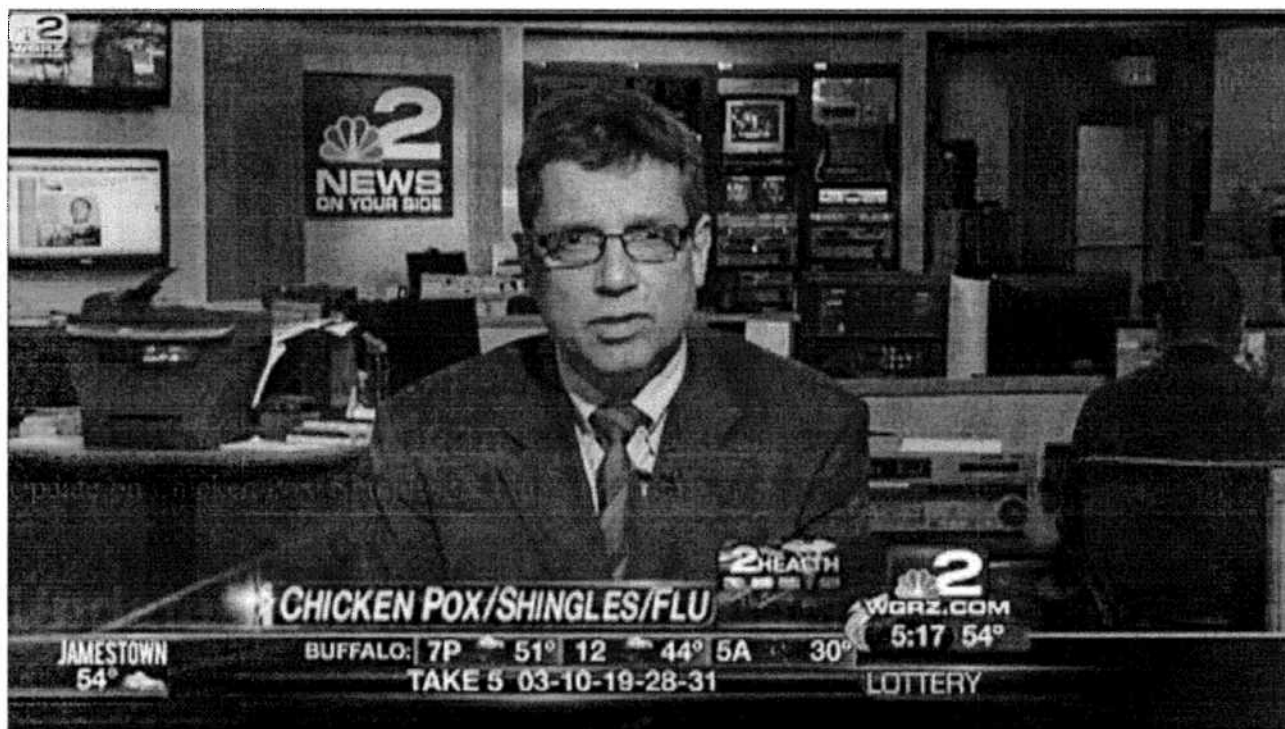 2
WGRZ
2
NEWS
ON YOUR SIDE
2 HEALTH
CHICKEN POX/SHINGLES/FLU
2
WGRZ.COM
5:17 54°
JAMESTOWN
54°
BUFFALO: 7P 51° 12 44° 5A 30°
TAKE 5 03-10-19-28-31
LOTTERY